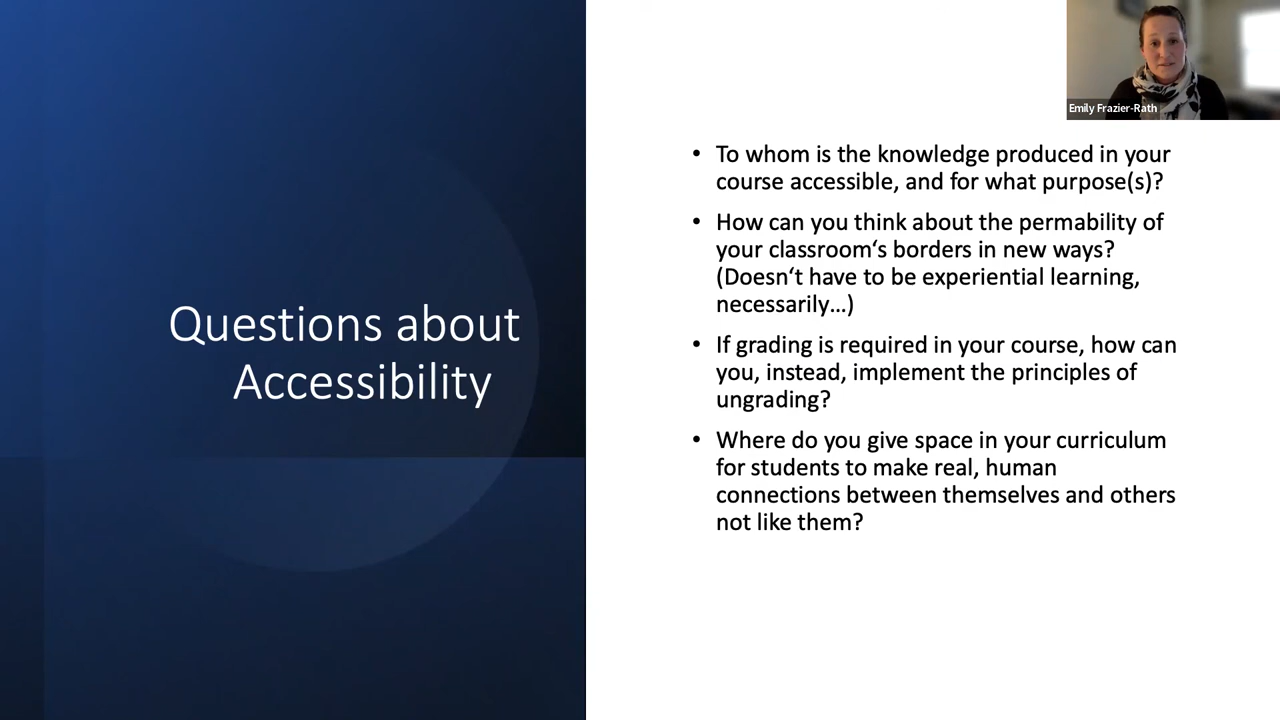 Questions about
Accessibility
Emily Frazier-Rath
• To whom is the knowledge produced in your
course accessible, and for what purpose(s)?
• How can you think about the permability of
your classroom‘s borders in new ways?
(Doesn‘t have to be experiential learning,
necessarily…)
• If grading is required in your course, how can
you, instead, implement the principles of
ungrading?
• Where do you give space in your curriculum
for students to make real, human
connections between themselves and others
not like them?